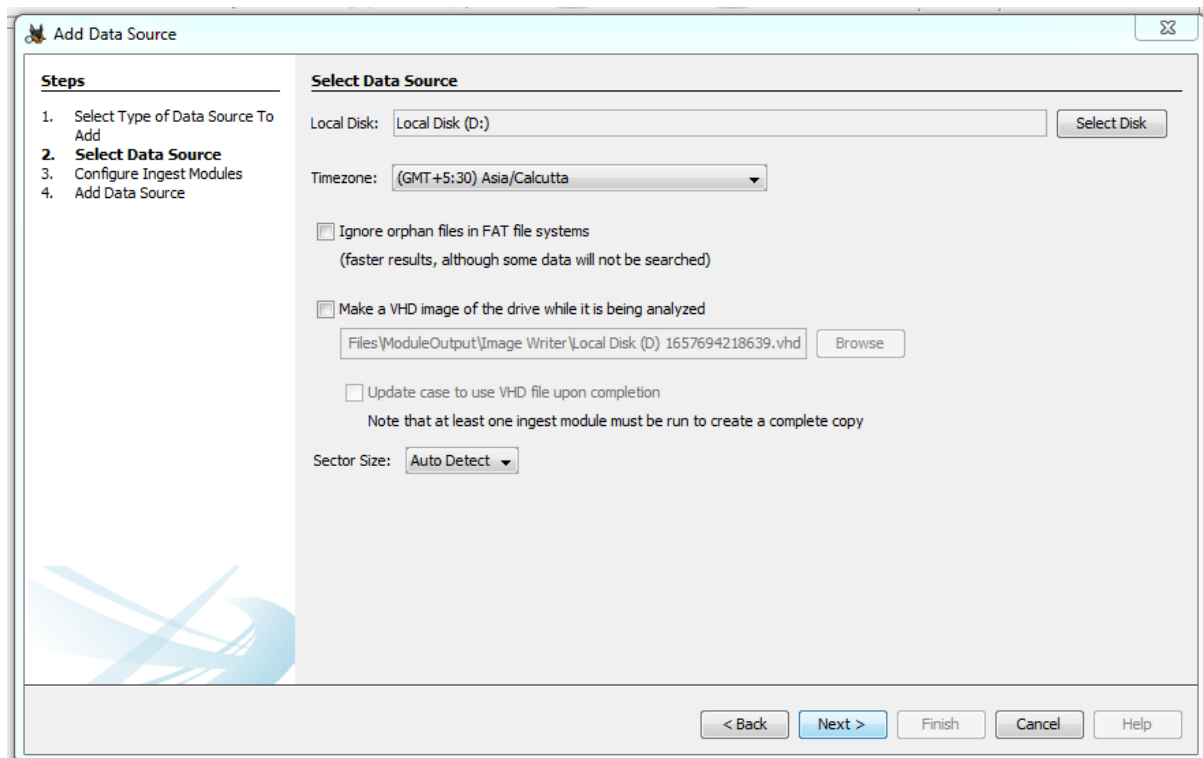 Add Data Source
Steps
1. Select Type of Data Source To
Add
2. Select Data Source
3. Configure Ingest Modules
4. Add Data Source
Select Data Source
Local Disk: Local Disk (D:) Select Disk
Timezone: (GMT+5:30) Asia/Calcutta
Ignore orphan files in FAT file systems
(faster results, although some data will not be searched)
Make a VHD image of the drive while it is being analyzed
Files\ModuleOutput\Image Writer\Local Disk (D) 1657694218639.vhd Browse
Update case to use VHD file upon completion
Note that at least one ingest module must be run to create a complete copy
Sector Size: Auto Detect
< Back Next > Finish Cancel Help